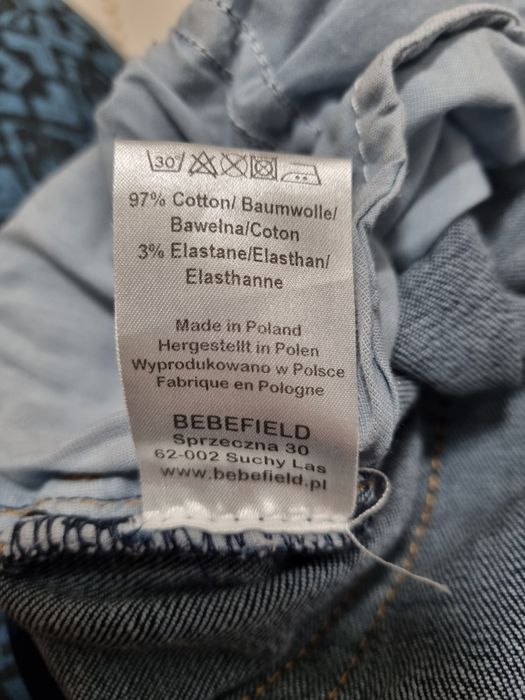 30
97% Cotton/ Baumwolle/
Bawełna/Coton
3% Elastane/Elasthan/
Elasthanne
Made in Poland
Hergestellt in Polen
Wyprodukowano w Polsce
Fabrique en Pologne
BEBEFIELD
Sprzeczna 30
62-002 Suchy Las
www.bebefield.pl